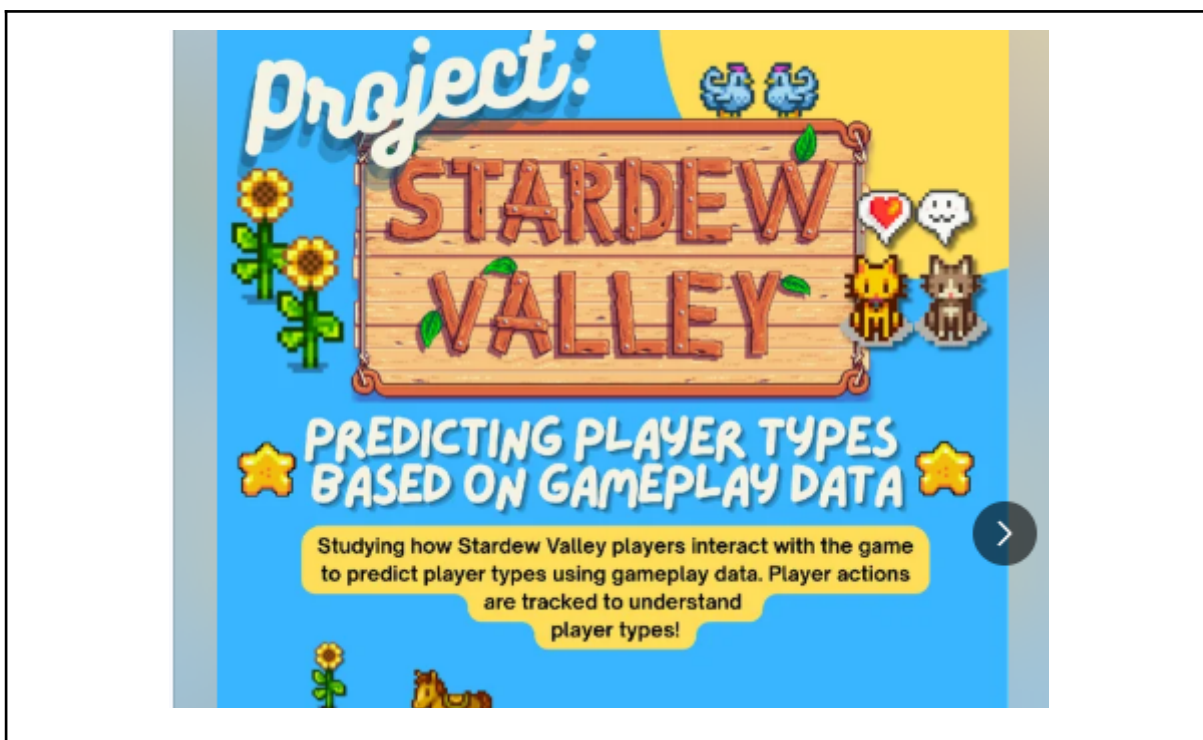 Project:
STARDEW
VALLEY
PREDICTING PLAYER TYPES
BASED ON GAMEPLAY DATA
Studying how Stardew Valley players interact with the game
to predict player types using gameplay data. Player actions
are tracked to understand
player types!